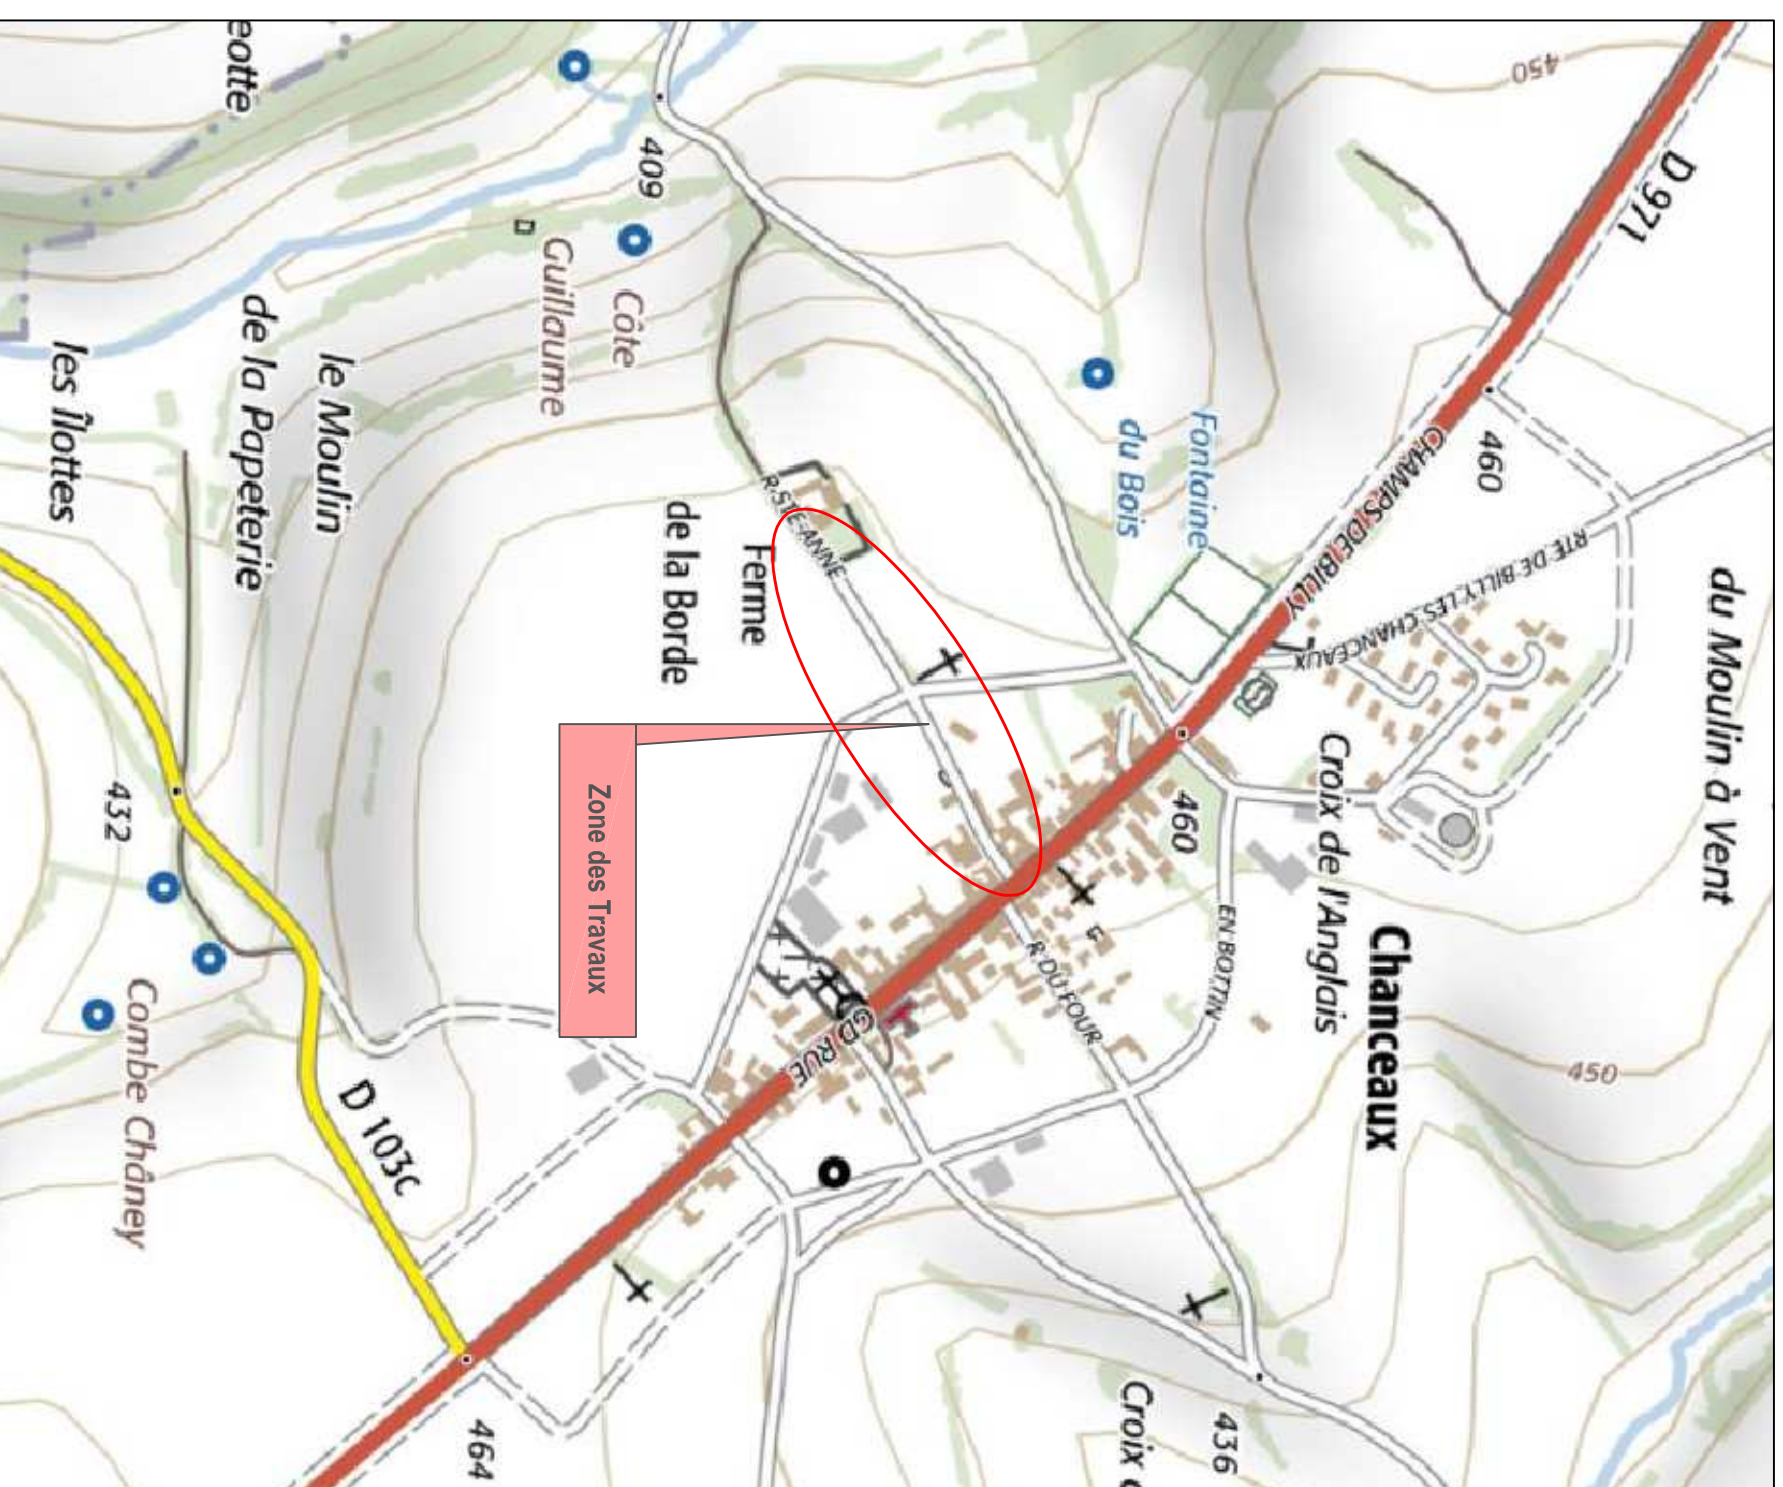 eotte
409
Côte
Guillaume
de la Papeterie
le Moulin
les Îlottes
450
D 971
CHAMPS DE BILLY
460
RTE DE BILLY LES CHANCEAUX
du Moulin à Vent
Fontaine
du Bois
R STE-ANNE
Ferme
de la Borde
Zone des Travaux
460
Croix de l'Anglais
Chanceaux
EN BOTTIN
R DU FOUR
GD RUE
450
432
Combe Châney
D 103c
464
436
Croix